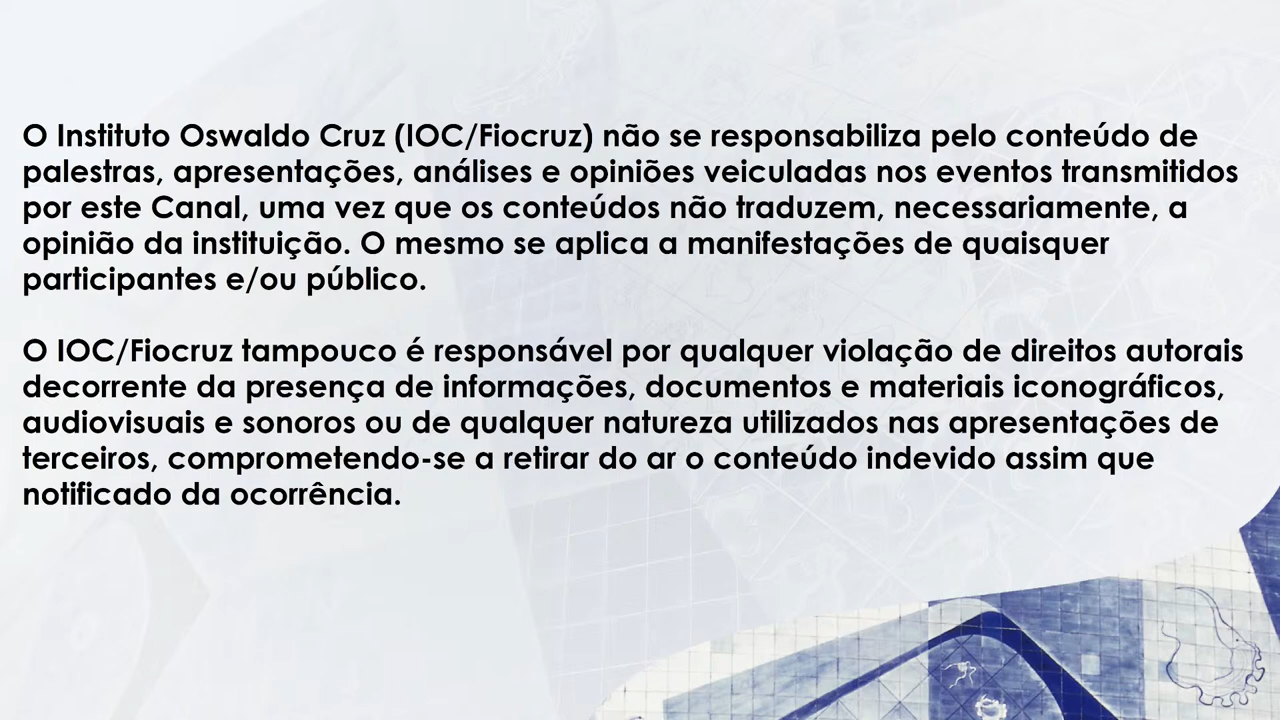 O Instituto Oswaldo Cruz (IOC/Fiocruz) não se responsabiliza pelo conteúdo de
palestras, apresentações, análises e opiniões veiculadas nos eventos transmitidos
por este Canal, uma vez que os conteúdos não traduzem, necessariamente, a
opinião da instituição. O mesmo se aplica a manifestações de quaisquer
participantes e/ou público.
O IOC/Fiocruz tampouco é responsável por qualquer violação de direitos autorais
decorrente da presença de informações, documentos e materiais iconográficos,
audiovisuais e sonoros ou de qualquer natureza utilizados nas apresentações de
terceiros, comprometendo-se a retirar do ar o conteúdo indevido assim que
notificado da ocorrência.